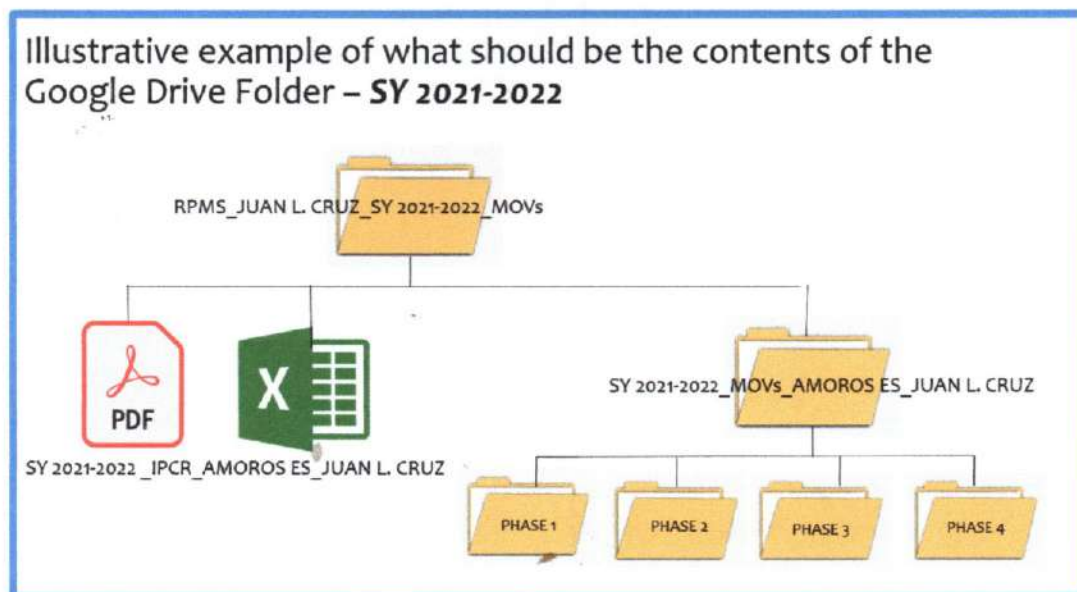 Illustrative example of what should be the contents of the
Google Drive Folder – SY 2021-2022
RPMS_JUAN L. CRUZ_SY 2021-2022_MOVs
PDF
X
SY 2021-2022_MOVs_AMOROS ES_JUAN L. CRUZ
SY 2021-2022 _IPCR_AMOROS ES_JUAN L. CRUZ
PHASE 1
PHASE 2
PHASE 3
PHASE 4